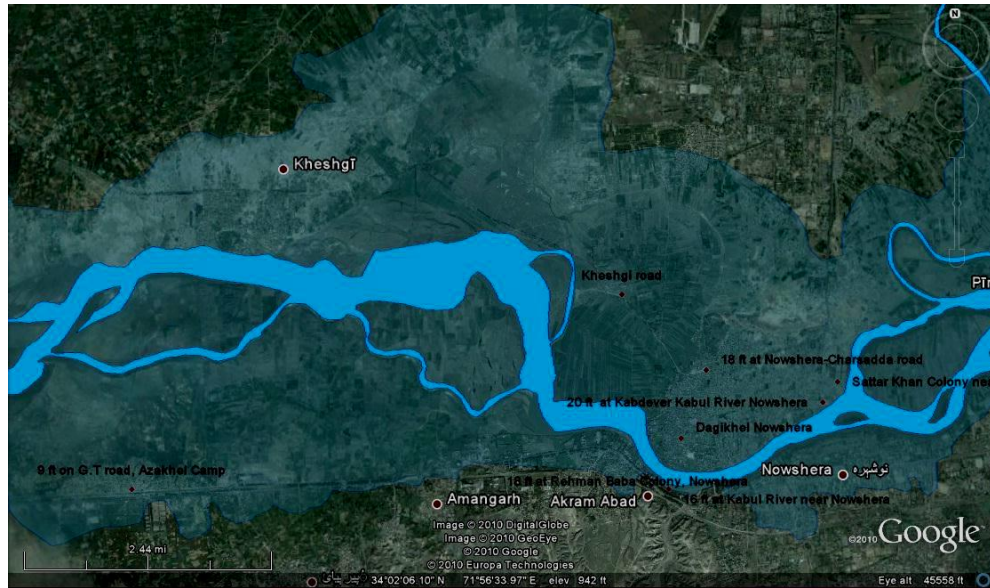 N
Kheshgī
Kheshgi road
Pīr
18 ft at Nowshera-Charsadda road
Sattar Khan Colony near
20 ft at Kabdever Kabul River Nowshera
Dagikhel Nowshera
9 ft on G.T road, Azakhel Camp
Nowshera نوشہرہ
18 ft at Rehman Baba Colony, Nowshera
Amangarh
Akram Abad
16 ft at Kabul River near Nowshera
Image © 2010 DigitalGlobe
Image © 2010 GeoEye
© 2010 Google
© 2010 Europa Technologies
©2010 Google
2.44 mi
34°02'06.10" N 71°56'33.97" E elev 942 ft
Eye alt 45558 ft